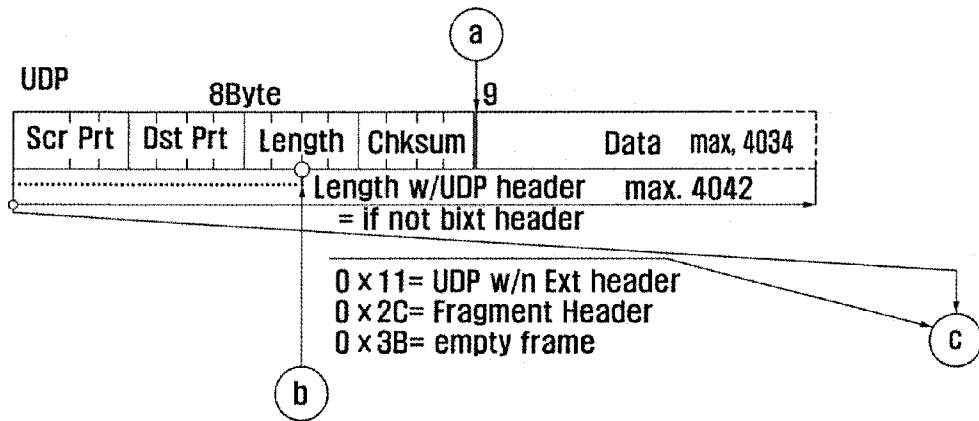 a
UDP
8Byte 9
Scr Prt Dst Prt Length Chksum Data max, 4034
Length w/UDP header max. 4042
= if not bixt header
0×11= UDP w/n Ext header
0×2C= Fragment Header
0×3B= empty frame
c
b